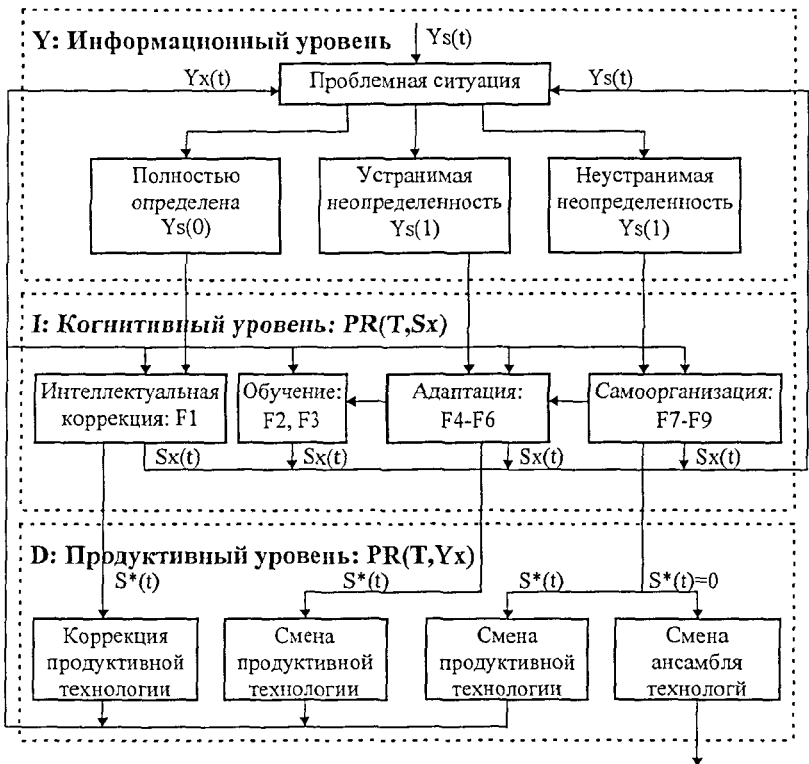 Y: Информационный уровень
Ys(t)
Yx(t)
Проблемная ситуация
Ys(t)
Полностью
определена
Ys(0)
Устранимая
неопределенность
Ys(1)
Неустранимая
неопределенность
Ys(1)
I: Когнитивный уровень: PR(T,Sx)
Интеллектуальная
коррекция: F1
Обучение:
F2, F3
Адаптация:
F4-F6
Самоорганизация:
F7-F9
Sx(t)
Sx(t)
Sx(t)
Sx(t)
D: Продуктивный уровень: PR(T,Yx)
S*(t)
S*(t)
S*(t)
S*(t)=0
Коррекция
продуктивной
технологии
Смена
продуктивной
технологии
Смена
продуктивной
технологии
Смена
ансамбля
технологй